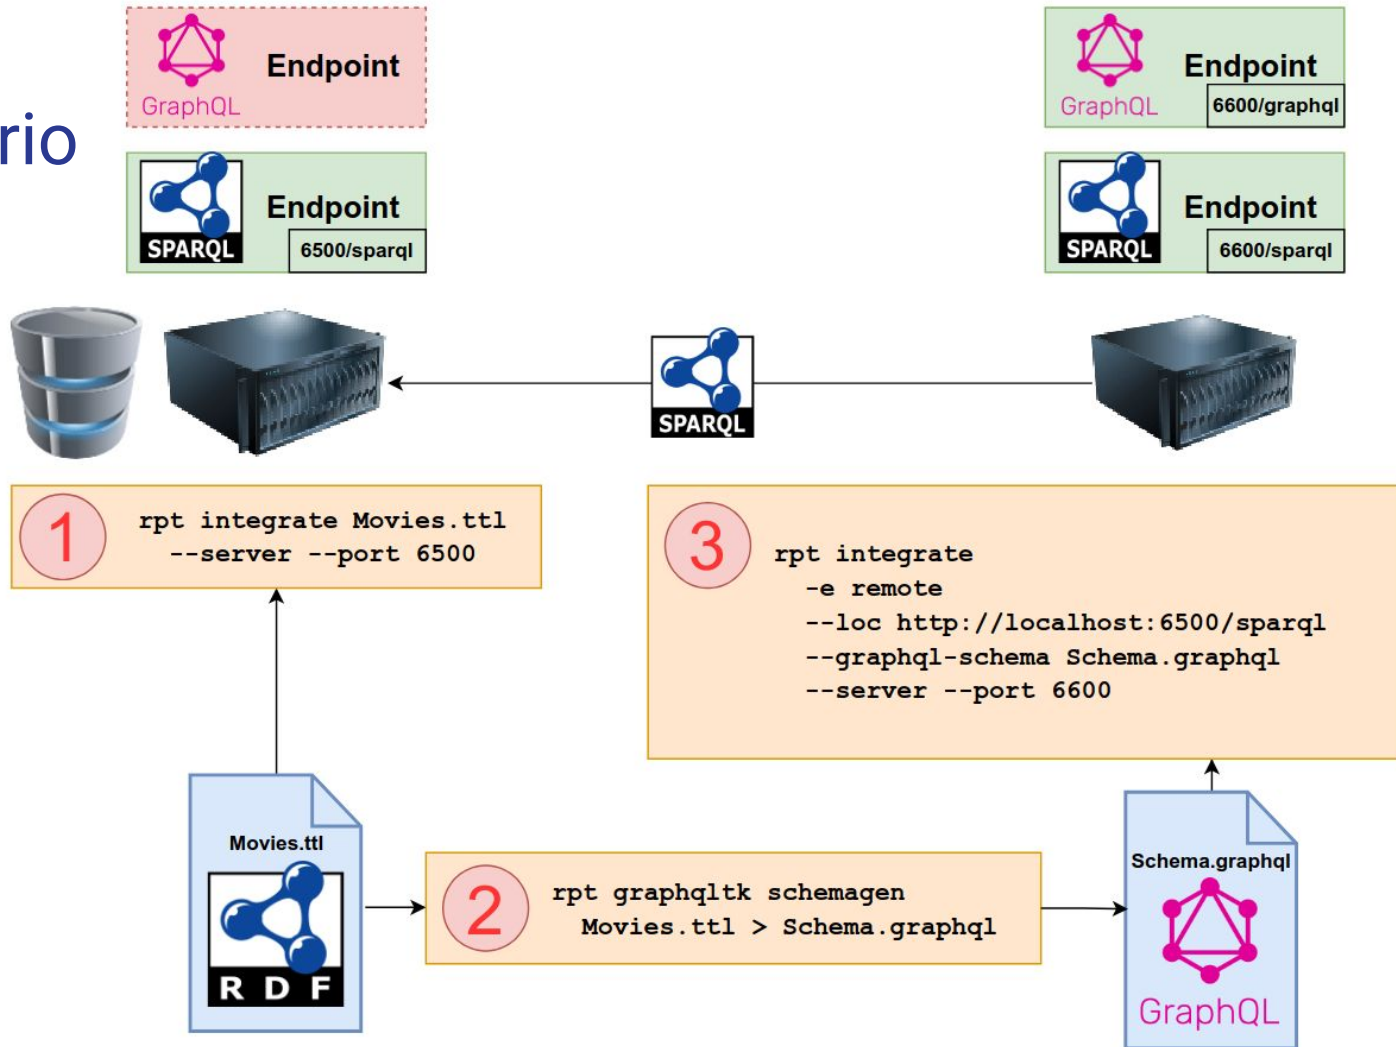 rio
Endpoint
GraphQL
Endpoint
SPARQL
6500/sparql
Endpoint
GraphQL
6600/graphql
Endpoint
SPARQL
6600/sparql
SPARQL
1
rpt integrate Movies.ttl
--server --port 6500
3
rpt integrate
-e remote
--loc http://localhost:6500/sparql
--graphql-schema Schema.graphql
--server --port 6600
Movies.ttl
RDF
2
rpt graphqltk schemagen
Movies.ttl > Schema.graphql
Schema.graphql
GraphQL